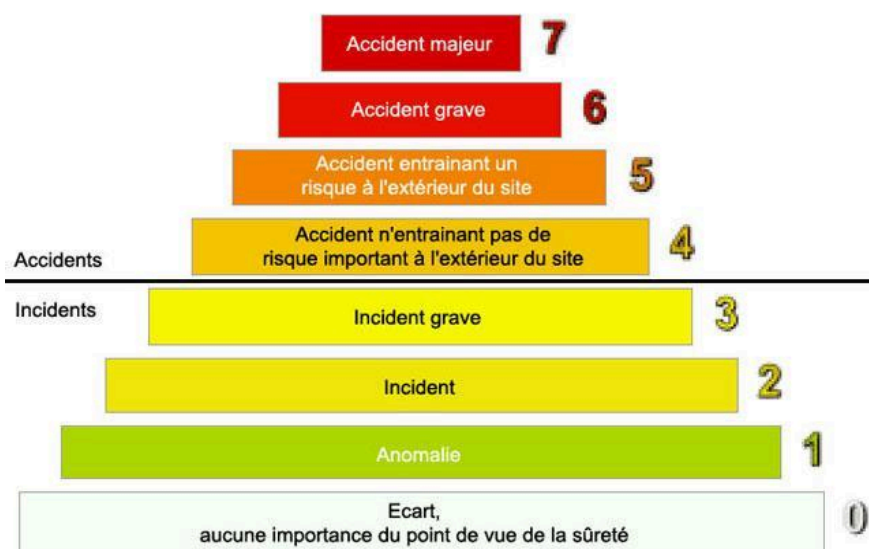 Accident majeur 7
Accident grave 6
Accident entrainant un
risque à l'extérieur du site 5
Accident n'entrainant pas de
risque important à l'extérieur du site 4
Accidents
Incidents
Incident grave 3
Incident 2
Anomalie 1
Ecart,
aucune importance du point de vue de la sûreté 0